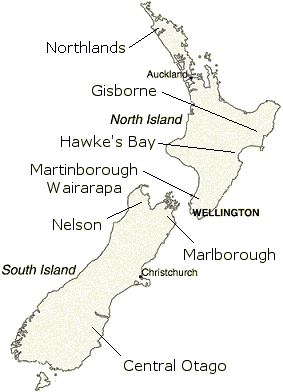 Northlands
Auckland
Gisborne
North Island
Hawke's Bay
Martinborough
Wairarapa
Nelson
WELLINGTON
Marlborough
South Island
Christchurch
Central Otago